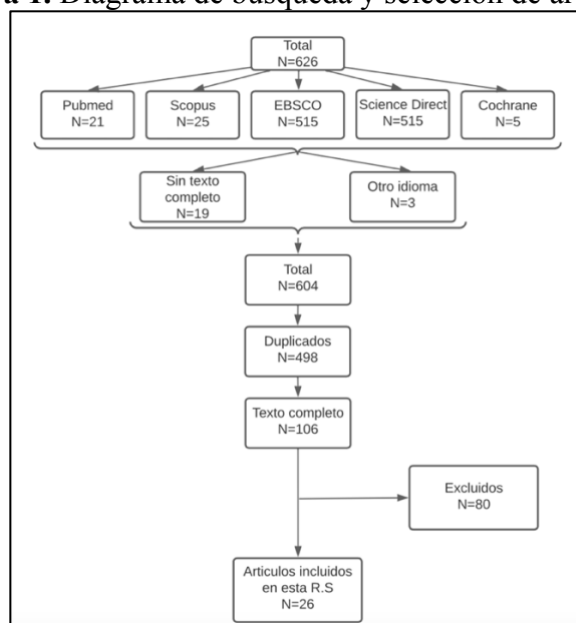 a 1. Diagrama de búsqueda y selección de ar
Total
N=626
Pubmed
N=21
Scopus
N=25
EBSCO
N=515
Science Direct
N=515
Cochrane
N=5
Sin texto
completo
N=19
Otro idioma
N=3
Total
N=604
Duplicados
N=498
Texto completo
N=106
Excluidos
N=80
Articulos incluidos
en esta R.S
N=26